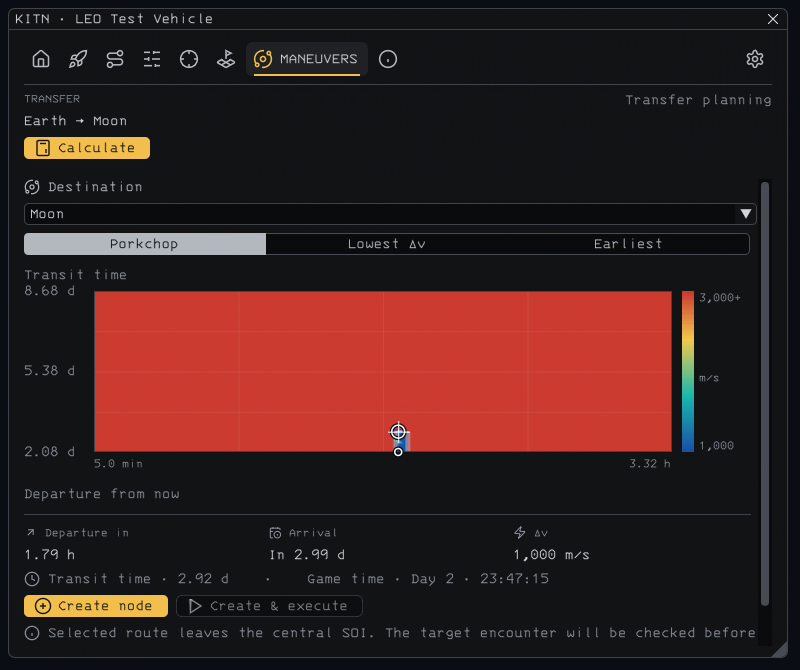 KITN · LEO Test Vehicle
MANEUVERS
TRANSFER
Transfer planning
Earth → Moon
Calculate
Destination
Moon
Porkchop Lowest Δv Earliest
Transit time
8.68 d
3,000+
5.38 d
m/s
2.08 d
1,000
5.0 min 3.32 h
Departure from now
Departure in Arrival Δv
1.79 h In 2.99 d 1,000 m/s
Transit time · 2.92 d · Game time · Day 2 · 23:47:15
Create node Create & execute
Selected route leaves the central SOI. The target encounter will be checked before